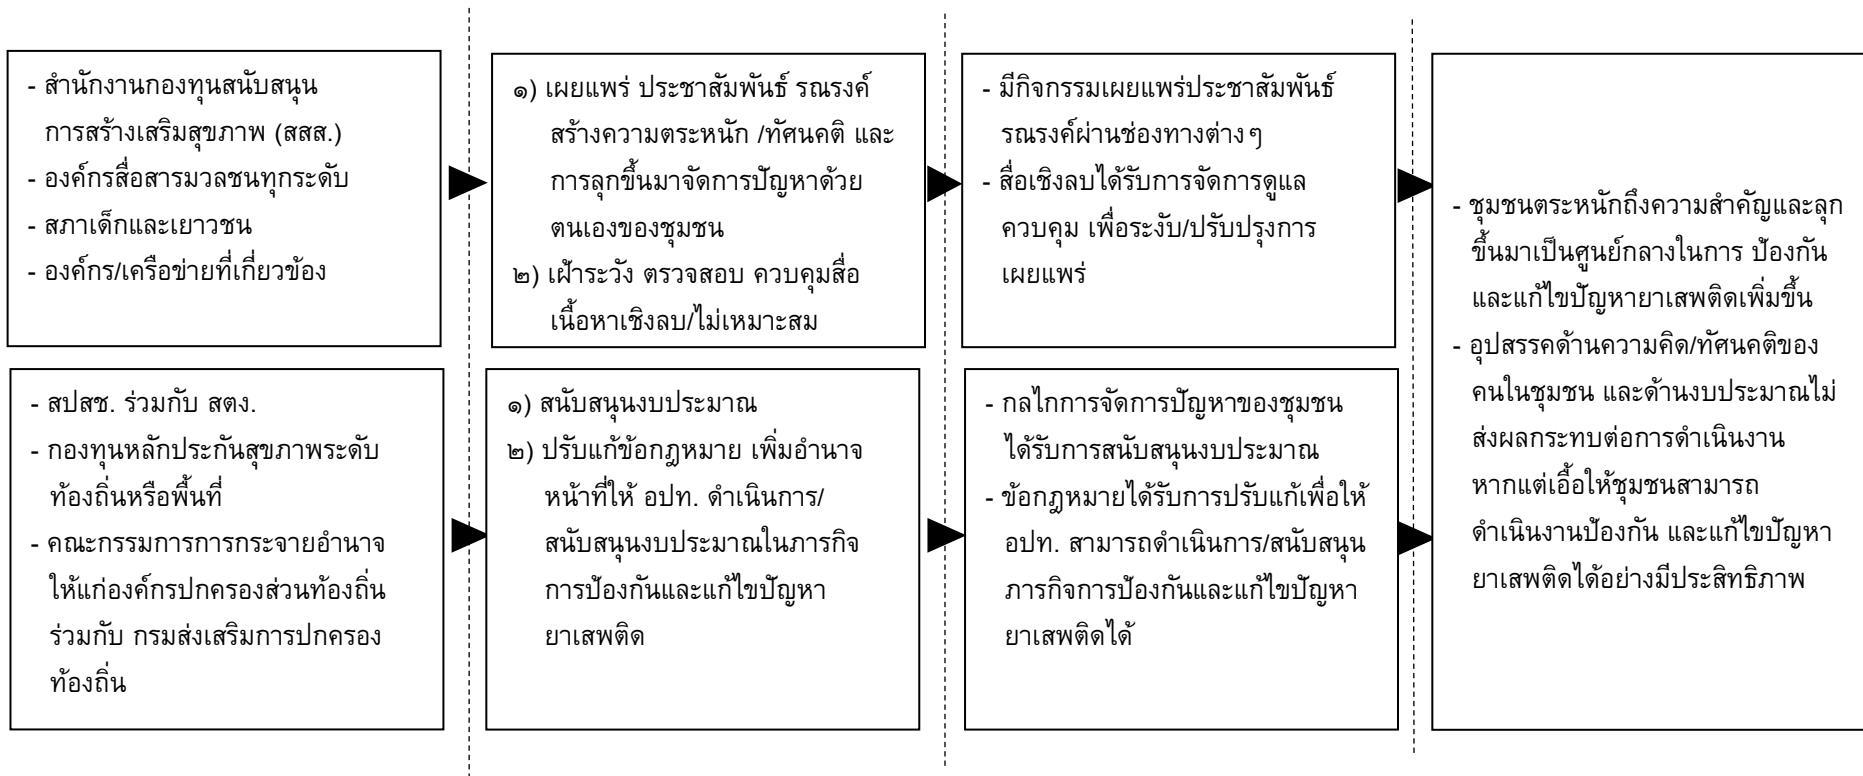 - สำนักงานกองทุนสนับสนุน
การสร้างเสริมสุขภาพ (สสส.)
- องค์กรสื่อสารมวลชนทุกระดับ
- สภาเด็กและเยาวชน
- องค์กร/เครือข่ายที่เกี่ยวข้อง
๑) เผยแพร่ ประชาสัมพันธ์ รณรงค์
สร้างความตระหนัก /ทัศนคติ และ
การลุกขึ้นมาจัดการปัญหาด้วย
ตนเองของชุมชน
๒) เฝ้าระวัง ตรวจสอบ ควบคุมสื่อ
เนื้อหาเชิงลบ/ไม่เหมาะสม
- มีกิจกรรมเผยแพร่ประชาสัมพันธ์
รณรงค์ผ่านช่องทางต่างๆ
- สื่อเชิงลบได้รับการจัดการดูแล
ควบคุม เพื่อระงับ/ปรับปรุงการ
เผยแพร่
- สปสช. ร่วมกับ สตง.
- กองทุนหลักประกันสุขภาพระดับ
ท้องถิ่นหรือพื้นที่
- คณะกรรมการการกระจายอำนาจ
ให้แก่องค์กรปกครองส่วนท้องถิ่น
ร่วมกับ กรมส่งเสริมการปกครอง
ท้องถิ่น
๑) สนับสนุนงบประมาณ
๒) ปรับแก้ข้อกฎหมาย เพิ่มอำนาจ
หน้าที่ให้ อปท. ดำเนินการ/
สนับสนุนงบประมาณในภารกิจ
การป้องกันและแก้ไขปัญหา
ยาเสพติด
- กลไกการจัดการปัญหาของชุมชน
ได้รับการสนับสนุนงบประมาณ
- ข้อกฎหมายได้รับการปรับแก้เพื่อให้
อปท. สามารถดำเนินการ/สนับสนุน
ภารกิจการป้องกันและแก้ไขปัญหา
ยาเสพติดได้
- ชุมชนตระหนักถึงความสำคัญและลุก
ขึ้นมาเป็นศูนย์กลางในการ ป้องกัน
และแก้ไขปัญหายาเสพติดเพิ่มขึ้น
- อุปสรรคด้านความคิด/ทัศนคติของ
คนในชุมชน และด้านงบประมาณไม่
ส่งผลกระทบต่อการดำเนินงาน
หากแต่เอื้อให้ชุมชนสามารถ
ดำเนินงานป้องกัน และแก้ไขปัญหา
ยาเสพติดได้อย่างมีประสิทธิภาพ